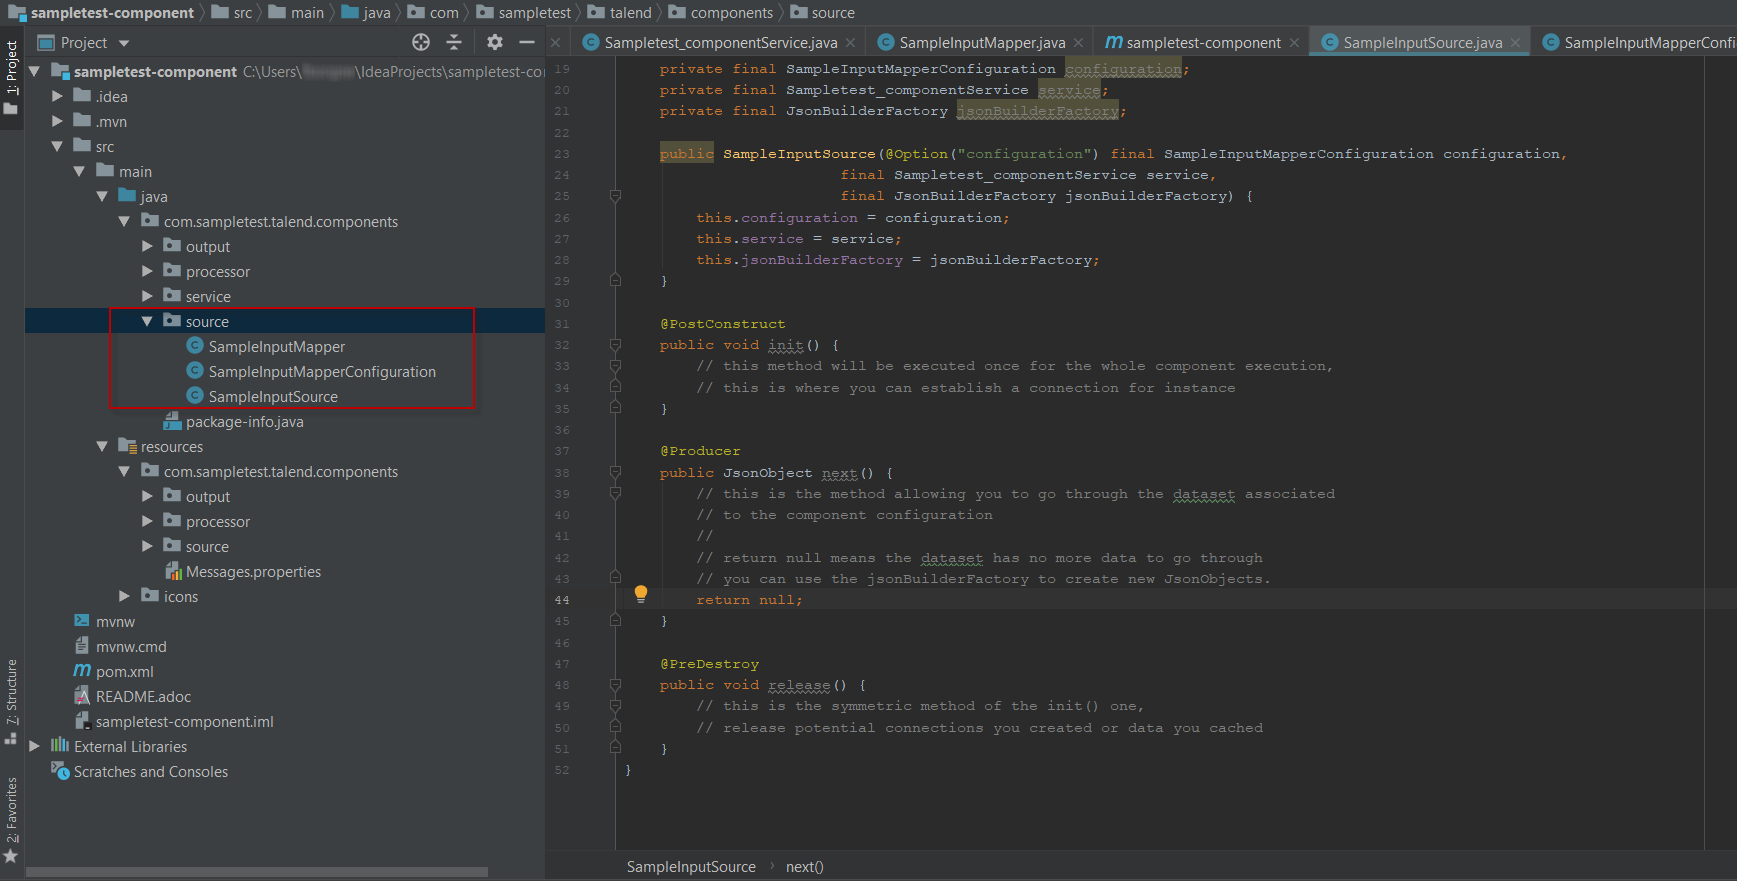 sampletest-component src main java com sampletest talend components source
Project
Sampletest_componentService.java SampleInputMapper.java sampletest-component SampleInputSource.java SampleInputMapperConfi
1: Project
7: Structure
2: Favorites
sampletest-component C:\Users\ \IdeaProjects\sampletest-co
.idea
.mvn
src
main
java
com.sampletest.talend.components
output
processor
service
source
SampleInputMapper
SampleInputMapperConfiguration
SampleInputSource
package-info.java
resources
com.sampletest.talend.components
output
processor
source
Messages.properties
icons
mvnw
mvnw.cmd
pom.xml
README.adoc
sampletest-component.iml
External Libraries
Scratches and Consoles
19 private final SampleInputMapperConfiguration configuration;
20 private final Sampletest_componentService service;
21 private final JsonBuilderFactory jsonBuilderFactory;
22
23 public SampleInputSource(@Option("configuration") final SampleInputMapperConfiguration configuration,
24 final Sampletest_componentService service,
25 final JsonBuilderFactory jsonBuilderFactory) {
26 this.configuration = configuration;
27 this.service = service;
28 this.jsonBuilderFactory = jsonBuilderFactory;
29 }
30
31 @PostConstruct
32 public void init() {
33 // this method will be executed once for the whole component execution,
34 // this is where you can establish a connection for instance
35 }
36
37 @Producer
38 public JsonObject next() {
39 // this is the method allowing you to go through the dataset associated
40 // to the component configuration
41 //
42 // return null means the dataset has no more data to go through
43 // you can use the jsonBuilderFactory to create new JsonObjects.
44 return null;
45 }
46
47 @PreDestroy
48 public void release() {
49 // this is the symmetric method of the init() one,
50 // release potential connections you created or data you cached
51 }
52 }
SampleInputSource next()